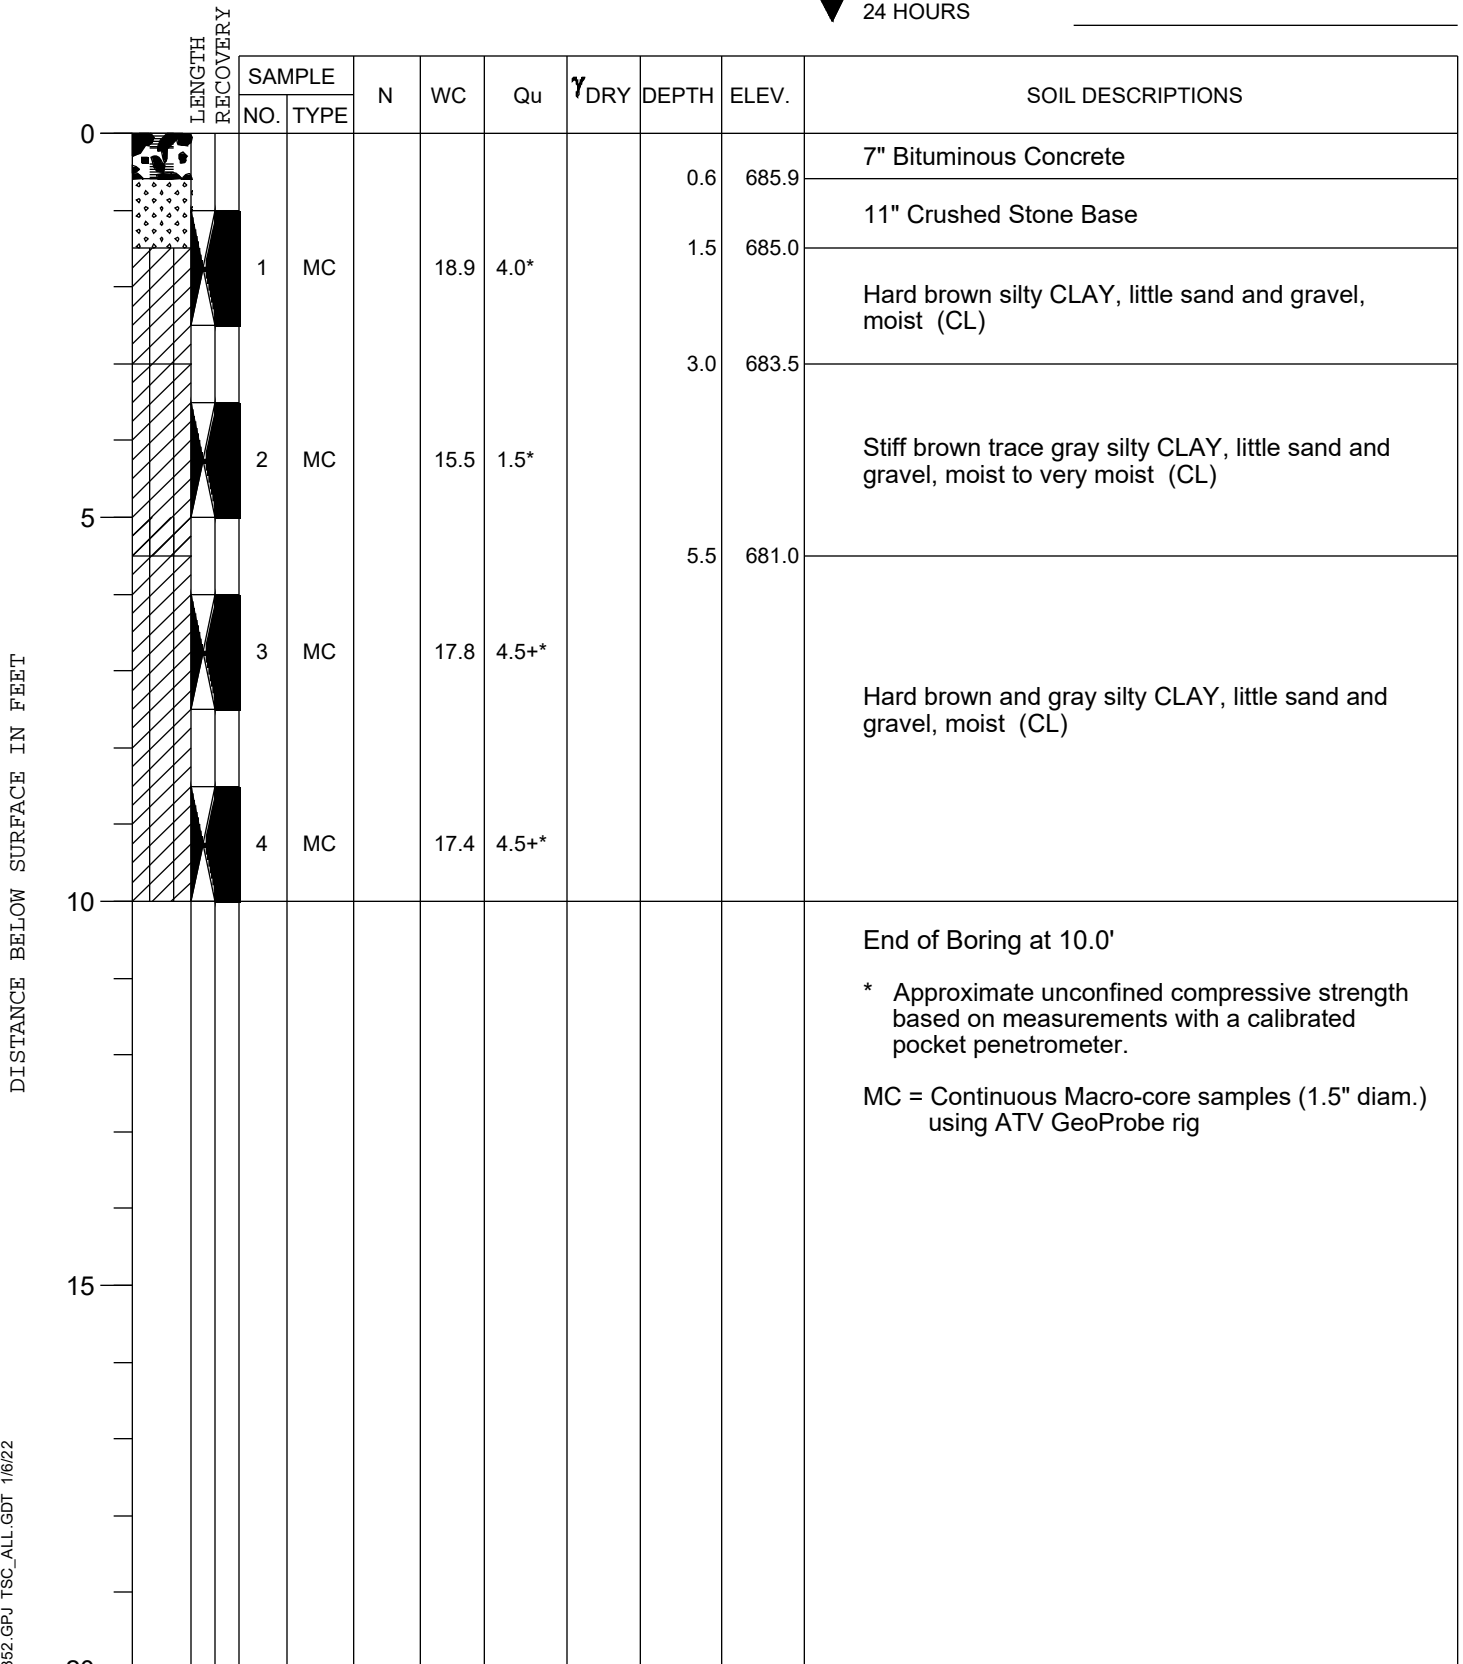 24 HOURS
LENGTH
RECOVERY
SAMPLE
NO. TYPE N WC Qu γDRY DEPTH ELEV. SOIL DESCRIPTIONS
0
7" Bituminous Concrete
0.6 685.9
11" Crushed Stone Base
1.5 685.0
1 MC 18.9 4.0*
Hard brown silty CLAY, little sand and gravel,
moist (CL)
3.0 683.5
Stiff brown trace gray silty CLAY, little sand and
2 MC 15.5 1.5*
gravel, moist to very moist (CL)
5
5.5 681.0
3 MC 17.8 4.5+*
Hard brown and gray silty CLAY, little sand and
gravel, moist (CL)
4 MC 17.4 4.5+*
10
End of Boring at 10.0'
* Approximate unconfined compressive strength
based on measurements with a calibrated
pocket penetrometer.
MC = Continuous Macro-core samples (1.5" diam.)
using ATV GeoProbe rig
15
DISTANCE BELOW SURFACE IN FEET
352.GPJ TSC_ALL.GDT 1/6/22